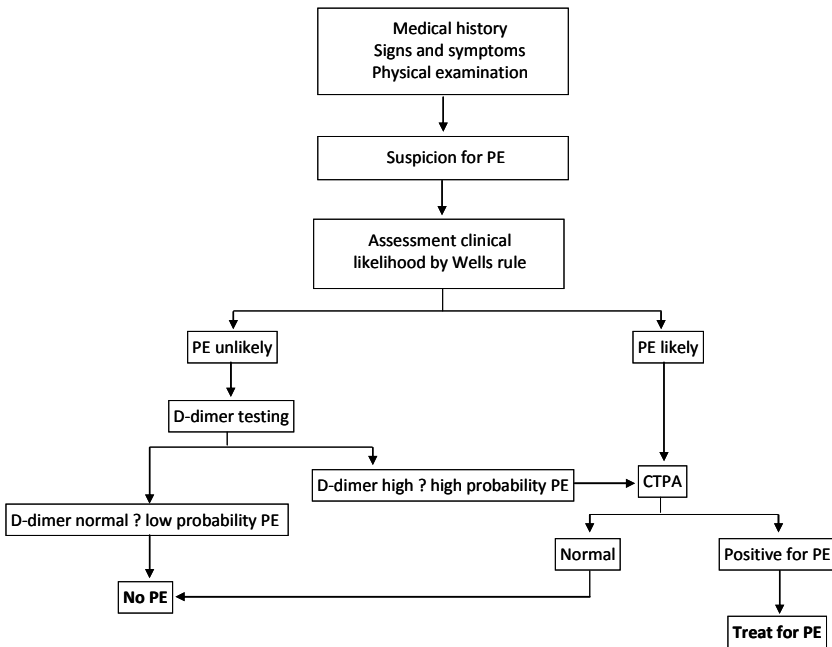 Medical history
Signs and symptoms
Physical examination
Suspicion for PE
Assessment clinical
likelihood by Wells rule
PE unlikely
PE likely
D-dimer testing
D-dimer high ? high probability PE
CTPA
D-dimer normal ? low probability PE
Normal
Positive for PE
No PE
Treat for PE